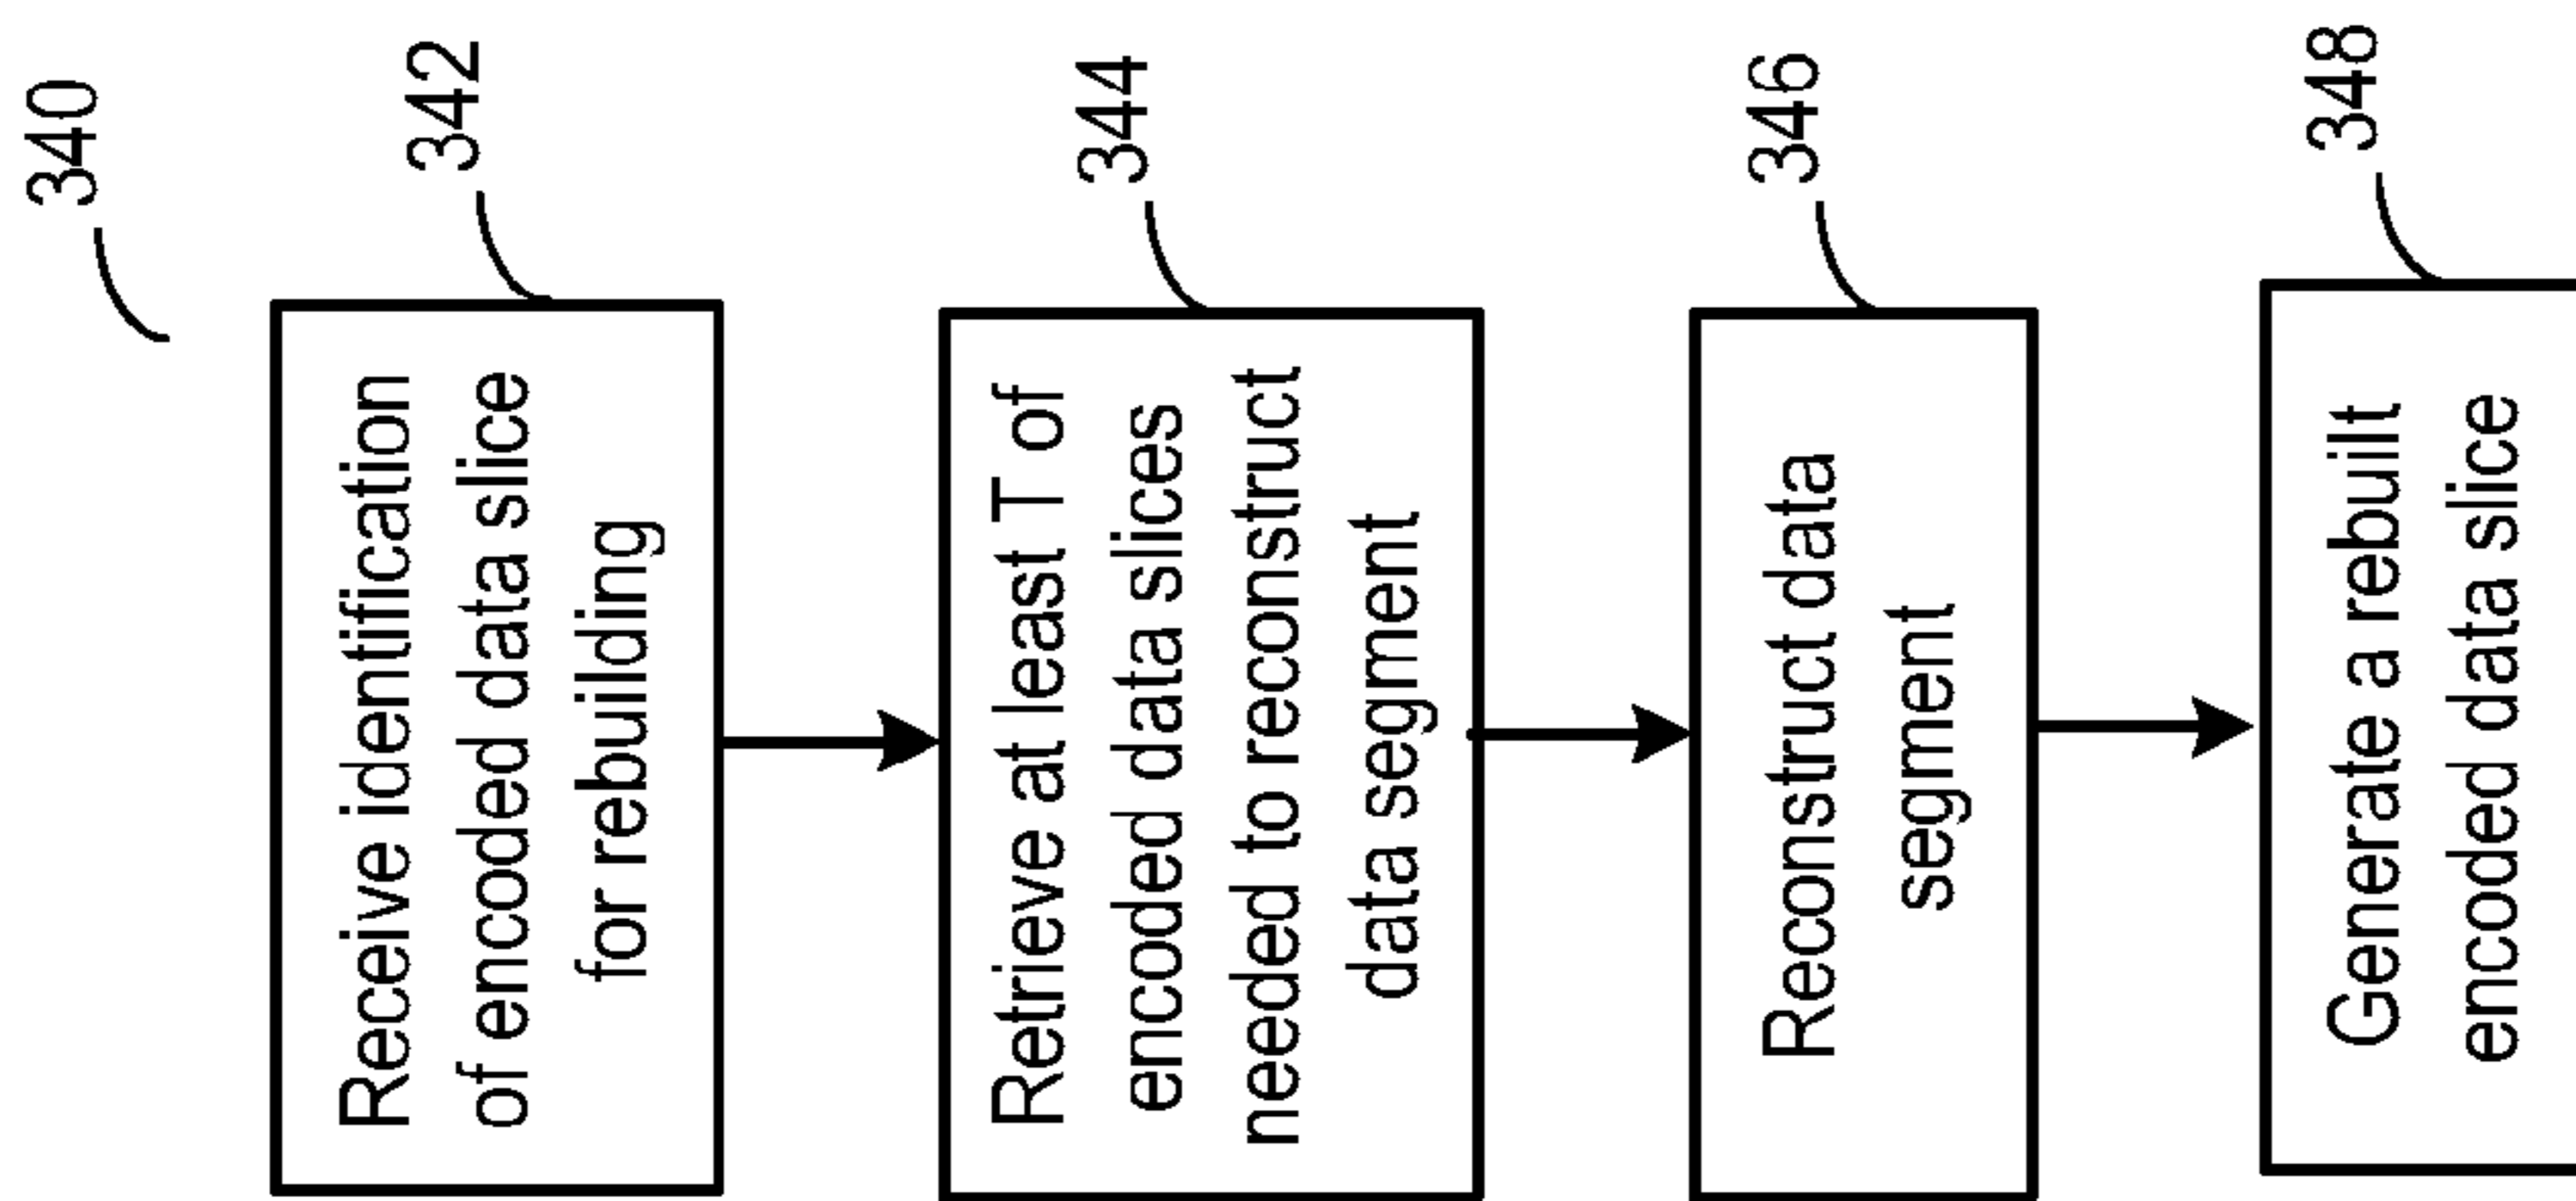 340
342
Receive identification
of encoded data slice
for rebuilding
344
Retrieve at least T of
encoded data slices
needed to reconstruct
data segment
346
Reconstruct data
segment
348
Generate a rebuilt
encoded data slice